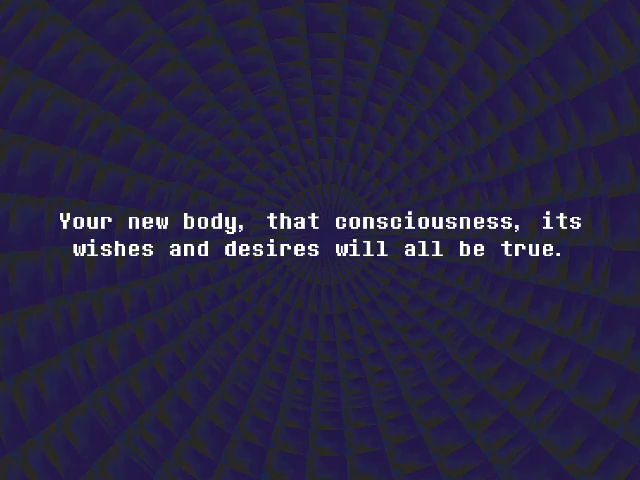 Your new body, that consciousness, its
wishes and desires will all be true.